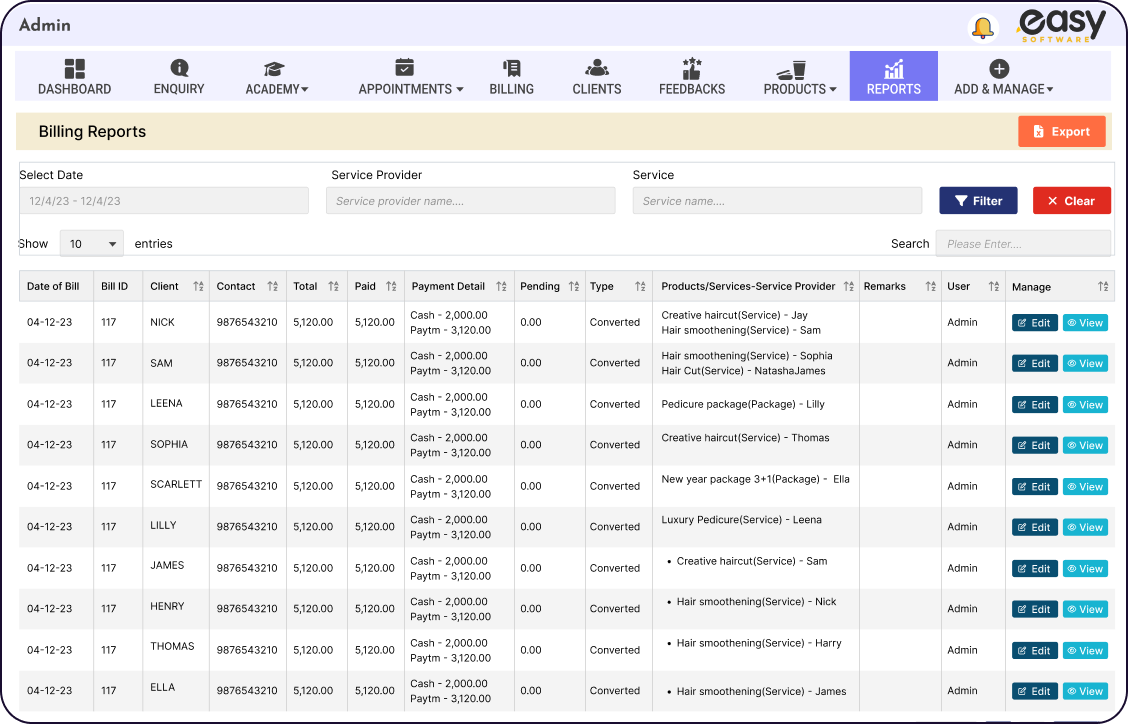 Admin
easy
SOFTWARE
DASHBOARD ENQUIRY ACADEMY APPOINTMENTS BILLING CLIENTS FEEDBACKS PRODUCTS REPORTS ADD & MANAGE
Billing Reports Export
Select Date Service Provider Service
12/4/23 - 12/4/23 Service provider name.... Service name.... Filter Clear
Show 10 entries Search Please Enter....
Date of Bill Bill ID Client Contact Total Paid Payment Detail Pending Type Products/Services-Service Provider Remarks User Manage
04-12-23 117 NICK 9876543210 5,120.00 5,120.00 Cash - 2,000.00 0.00 Converted Creative haircut(Service) - Jay Admin Edit View
Paytm - 3,120.00 Hair smoothening(Service) - Sam
04-12-23 117 SAM 9876543210 5,120.00 5,120.00 Cash - 2,000.00 0.00 Converted Hair smoothening(Service) - Sophia Admin Edit View
Paytm - 3,120.00 Hair Cut(Service) - NatashaJames
04-12-23 117 LEENA 9876543210 5,120.00 5,120.00 Cash - 2,000.00 0.00 Converted Pedicure package(Package) - Lilly Admin Edit View
Paytm - 3,120.00
04-12-23 117 SOPHIA 9876543210 5,120.00 5,120.00 Cash - 2,000.00 0.00 Converted Creative haircut(Service) - Thomas Admin Edit View
Paytm - 3,120.00
04-12-23 117 SCARLETT 9876543210 5,120.00 5,120.00 Cash - 2,000.00 0.00 Converted New year package 3+1(Package) - Ella Admin Edit View
Paytm - 3,120.00
04-12-23 117 LILLY 9876543210 5,120.00 5,120.00 Cash - 2,000.00 0.00 Converted Luxury Pedicure(Service) - Leena Admin Edit View
Paytm - 3,120.00
04-12-23 117 JAMES 9876543210 5,120.00 5,120.00 Cash - 2,000.00 0.00 Converted • Creative haircut(Service) - Sam Admin Edit View
Paytm - 3,120.00
04-12-23 117 HENRY 9876543210 5,120.00 5,120.00 Cash - 2,000.00 0.00 Converted • Hair smoothening(Service) - Nick Admin Edit View
Paytm - 3,120.00
04-12-23 117 THOMAS 9876543210 5,120.00 5,120.00 Cash - 2,000.00 0.00 Converted • Hair smoothening(Service) - Harry Admin Edit View
Paytm - 3,120.00
04-12-23 117 ELLA 9876543210 5,120.00 5,120.00 Cash - 2,000.00 0.00 Converted • Hair smoothening(Service) - James Admin Edit View
Paytm - 3,120.00